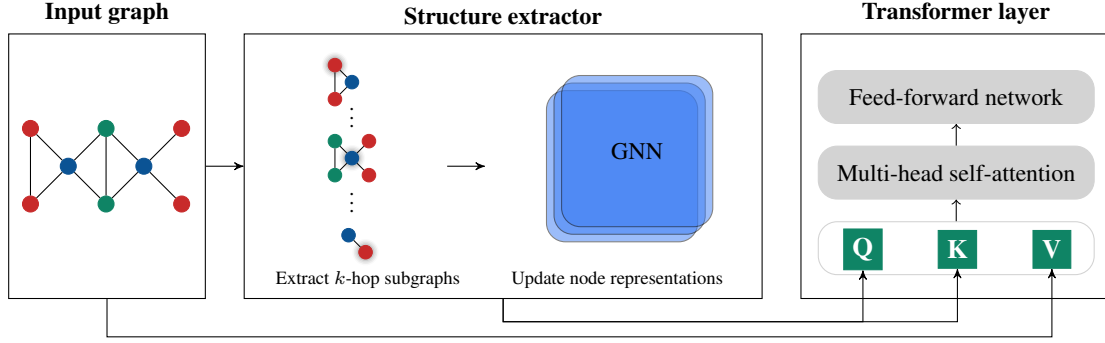 Input graph
Structure extractor
Transformer layer
GNN
Extract k-hop subgraphs
Update node representations
Feed-forward network
Multi-head self-attention
Q K V